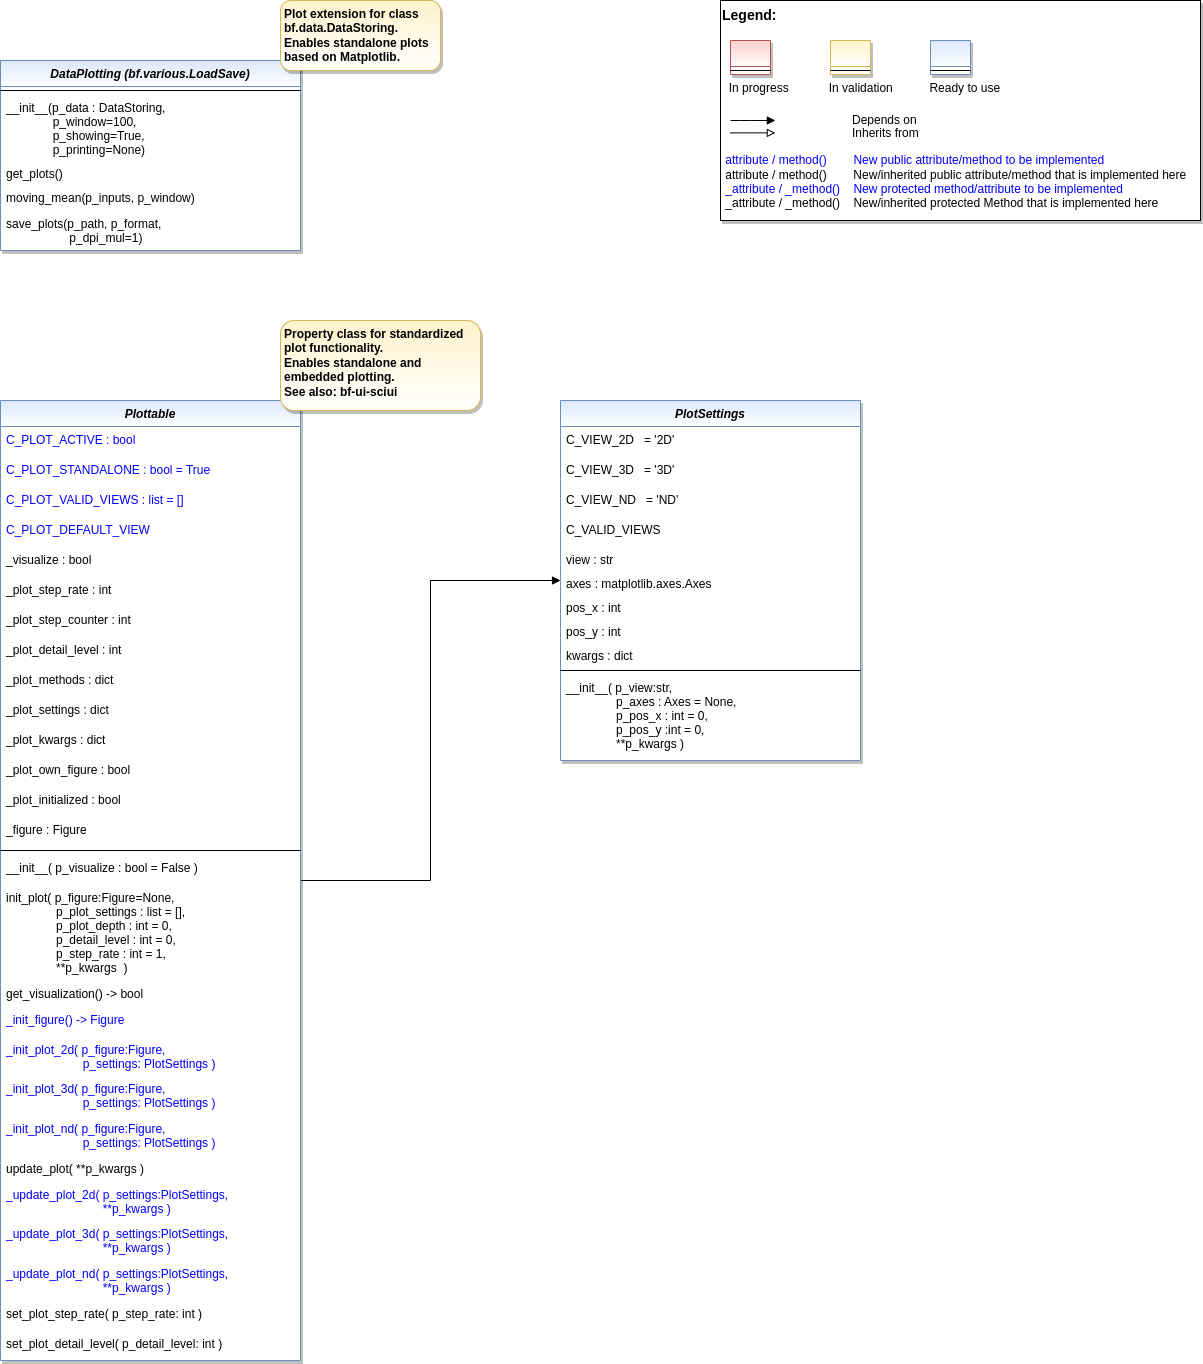 Plot extension for class
bf.data.DataStoring.
Enables standalone plots
based on Matplotlib.
DataPlotting (bf.various.LoadSave)
__init__(p_data : DataStoring,
p_window=100,
p_showing=True,
p_printing=None)
get_plots()
moving_mean(p_inputs, p_window)
save_plots(p_path, p_format,
p_dpi_mul=1)
Legend:
In progress
In validation
Ready to use
Depends on
Inherits from
attribute / method() New public attribute/method to be implemented
attribute / method() New/inherited public attribute/method that is implemented here
_attribute / _method() New protected method/attribute to be implemented
_attribute / _method() New/inherited protected Method that is implemented here
Property class for standardized
plot functionality.
Enables standalone and
embedded plotting.
See also: bf-ui-sciui
Plottable
C_PLOT_ACTIVE : bool
C_PLOT_STANDALONE : bool = True
C_PLOT_VALID_VIEWS : list = []
C_PLOT_DEFAULT_VIEW
_visualize : bool
_plot_step_rate : int
_plot_step_counter : int
_plot_detail_level : int
_plot_methods : dict
_plot_settings : dict
_plot_kwargs : dict
_plot_own_figure : bool
_plot_initialized : bool
_figure : Figure
__init__( p_visualize : bool = False )
init_plot( p_figure:Figure=None,
p_plot_settings : list = [],
p_plot_depth : int = 0,
p_detail_level : int = 0,
p_step_rate : int = 1,
**p_kwargs )
get_visualization() -> bool
_init_figure() -> Figure
_init_plot_2d( p_figure:Figure,
p_settings: PlotSettings )
_init_plot_3d( p_figure:Figure,
p_settings: PlotSettings )
_init_plot_nd( p_figure:Figure,
p_settings: PlotSettings )
update_plot( **p_kwargs )
_update_plot_2d( p_settings:PlotSettings,
**p_kwargs )
_update_plot_3d( p_settings:PlotSettings,
**p_kwargs )
_update_plot_nd( p_settings:PlotSettings,
**p_kwargs )
set_plot_step_rate( p_step_rate: int )
set_plot_detail_level( p_detail_level: int )
PlotSettings
C_VIEW_2D = '2D'
C_VIEW_3D = '3D'
C_VIEW_ND = 'ND'
C_VALID_VIEWS
view : str
axes : matplotlib.axes.Axes
pos_x : int
pos_y : int
kwargs : dict
__init__( p_view:str,
p_axes : Axes = None,
p_pos_x : int = 0,
p_pos_y :int = 0,
**p_kwargs )